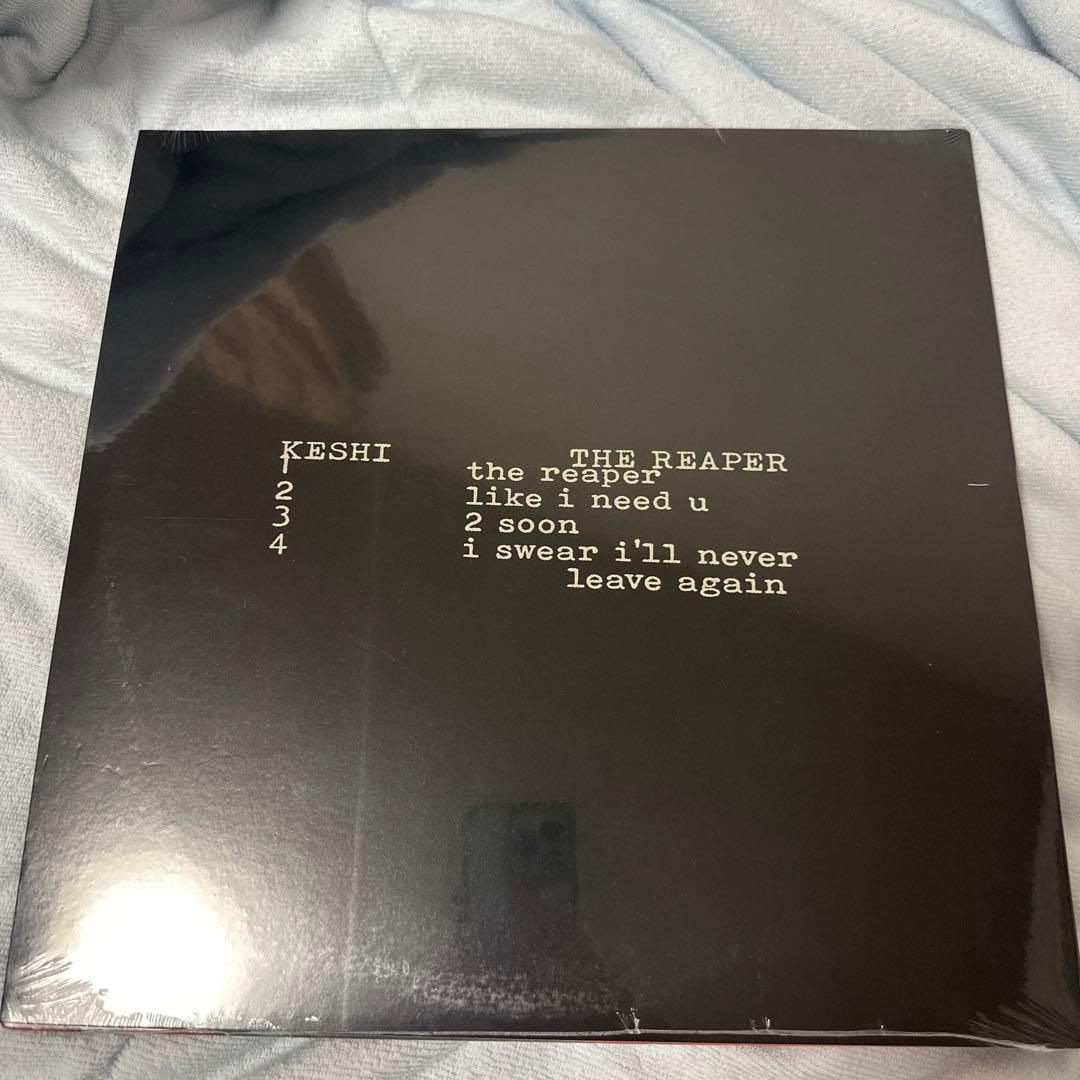 KESHI THE REAPER
1 the reaper
2 like i need u
3 2 soon
4 i swear i'll never
leave again